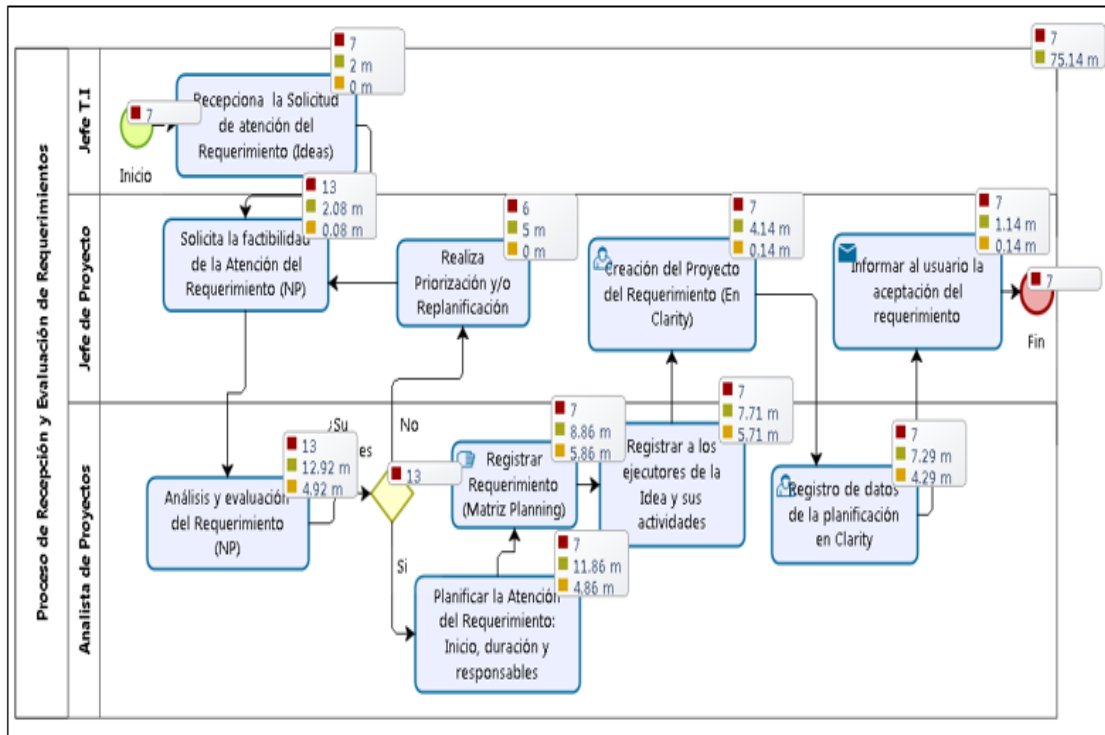 Proceso de Recepción y Evaluación de Requerimientos
7
75.14 m
Jefe T.I
7
Inicio
Recepciona la Solicitud
de atención del
Requerimiento (Ideas)
7
2 m
0 m
Jefe de Proyecto
Solicita la factibilidad
de la Atención del
Requerimiento (NP)
13
2.08 m
0.08 m
Realiza
Priorización y/o
Replanificación
6
5 m
0 m
Creación del Proyecto
del Requerimiento (En
Clarity)
7
4.14 m
0.14 m
Informar al usuario la
aceptación del
requerimiento
7
1.14 m
0.14 m
7
Fin
Analista de Proyectos
Análisis y evaluación
del Requerimiento
(NP)
13
12.92 m
4.92 m
¿Su
es
13
No
Si
Registrar
Requerimiento
(Matriz Planning)
7
8.86 m
5.86 m
Planificar la Atención
del Requerimiento:
Inicio, duración y
responsables
7
11.86 m
4.86 m
Registrar a los
ejecutores de la
Idea y sus
actividades
7
7.71 m
5.71 m
Registro de datos
de la planificación
en Clarity
7
7.29 m
4.29 m